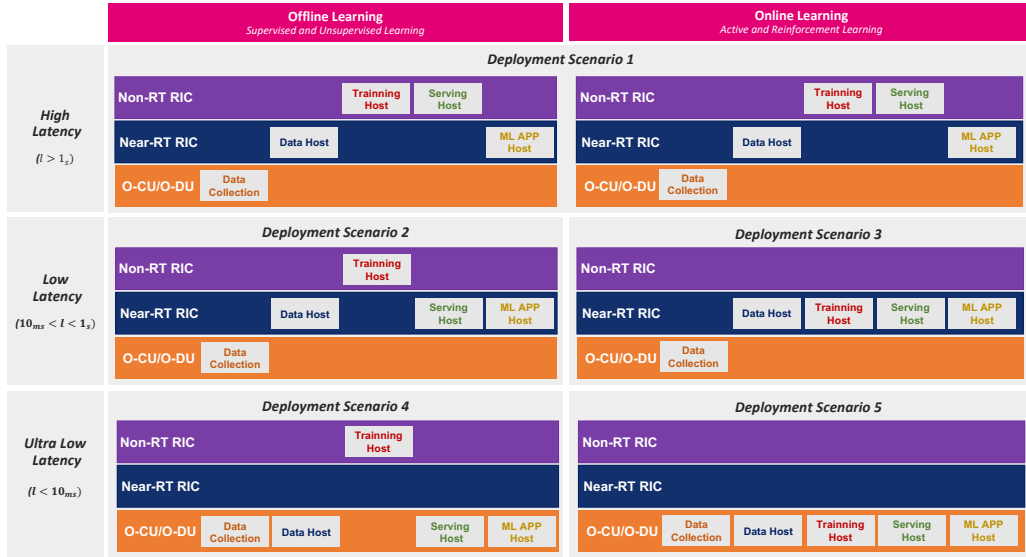 Offline Learning
Supervised and Unsupervised Learning
Online Learning
Active and Reinforcement Learning
High
Latency
(l > 1s)
Deployment Scenario 1
Non-RT RIC
Trainning
Host
Serving
Host
Near-RT RIC
Data Host
ML APP
Host
O-CU/O-DU
Data
Collection
Non-RT RIC
Trainning
Host
Serving
Host
Near-RT RIC
Data Host
ML APP
Host
O-CU/O-DU
Data
Collection
Low
Latency
(10ms < l < 1s)
Deployment Scenario 2
Non-RT RIC
Trainning
Host
Near-RT RIC
Data Host
Serving
Host
ML APP
Host
O-CU/O-DU
Data
Collection
Deployment Scenario 3
Non-RT RIC
Near-RT RIC
Data Host
Trainning
Host
Serving
Host
ML APP
Host
O-CU/O-DU
Data
Collection
Ultra Low
Latency
(l < 10ms)
Deployment Scenario 4
Non-RT RIC
Trainning
Host
Near-RT RIC
O-CU/O-DU
Data
Collection
Data Host
Serving
Host
ML APP
Host
Deployment Scenario 5
Non-RT RIC
Near-RT RIC
O-CU/O-DU
Data
Collection
Data Host
Trainning
Host
Serving
Host
ML APP
Host